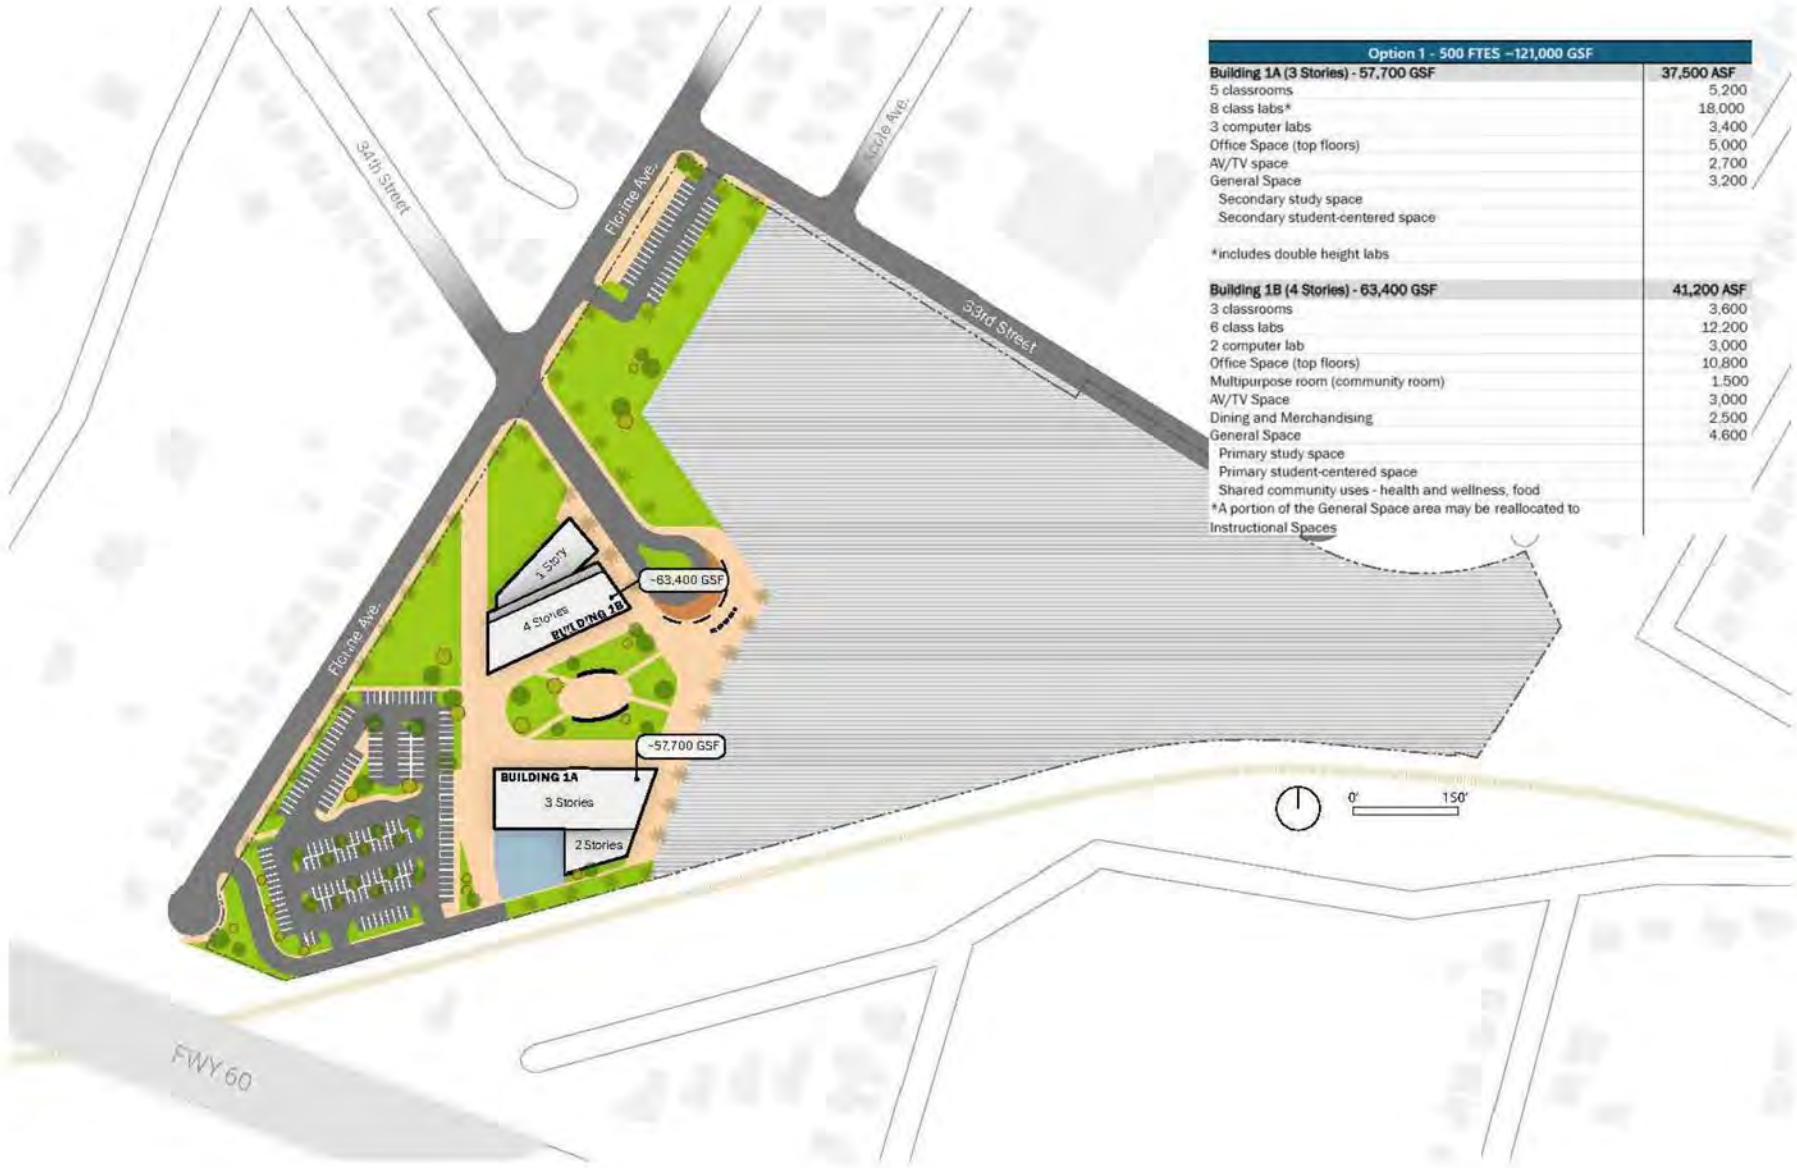 Option 1 - 500 FTES ~121,000 GSF
Building 1A (3 Stories) - 57,700 GSF 37,500 ASF
5 classrooms 5,200
8 class labs* 18,000
3 computer labs 3,400
Office Space (top floors) 5,000
AV/TV space 2,700
General Space 3,200
Secondary study space
Secondary student-centered space
*includes double height labs
Building 1B (4 Stories) - 63,400 GSF 41,200 ASF
3 classrooms 3,600
6 class labs 12,200
2 computer lab 3,000
Office Space (top floors) 10,800
Multipurpose room (community room) 1,500
AV/TV Space 3,000
Dining and Merchandising 2,500
General Space 4,600
Primary study space
Primary student-centered space
Shared community uses - health and wellness, food
*A portion of the General Space area may be reallocated to
Instructional Spaces
34th Street
Florine Ave.
Ave.
33rd Street
1 Story
~63,400 GSF
4 Stories
BUILDING 1B
Florine Ave.
~57,700 GSF
BUILDING 1A
3 Stories
2 Stories
0' 150'
FWY 60